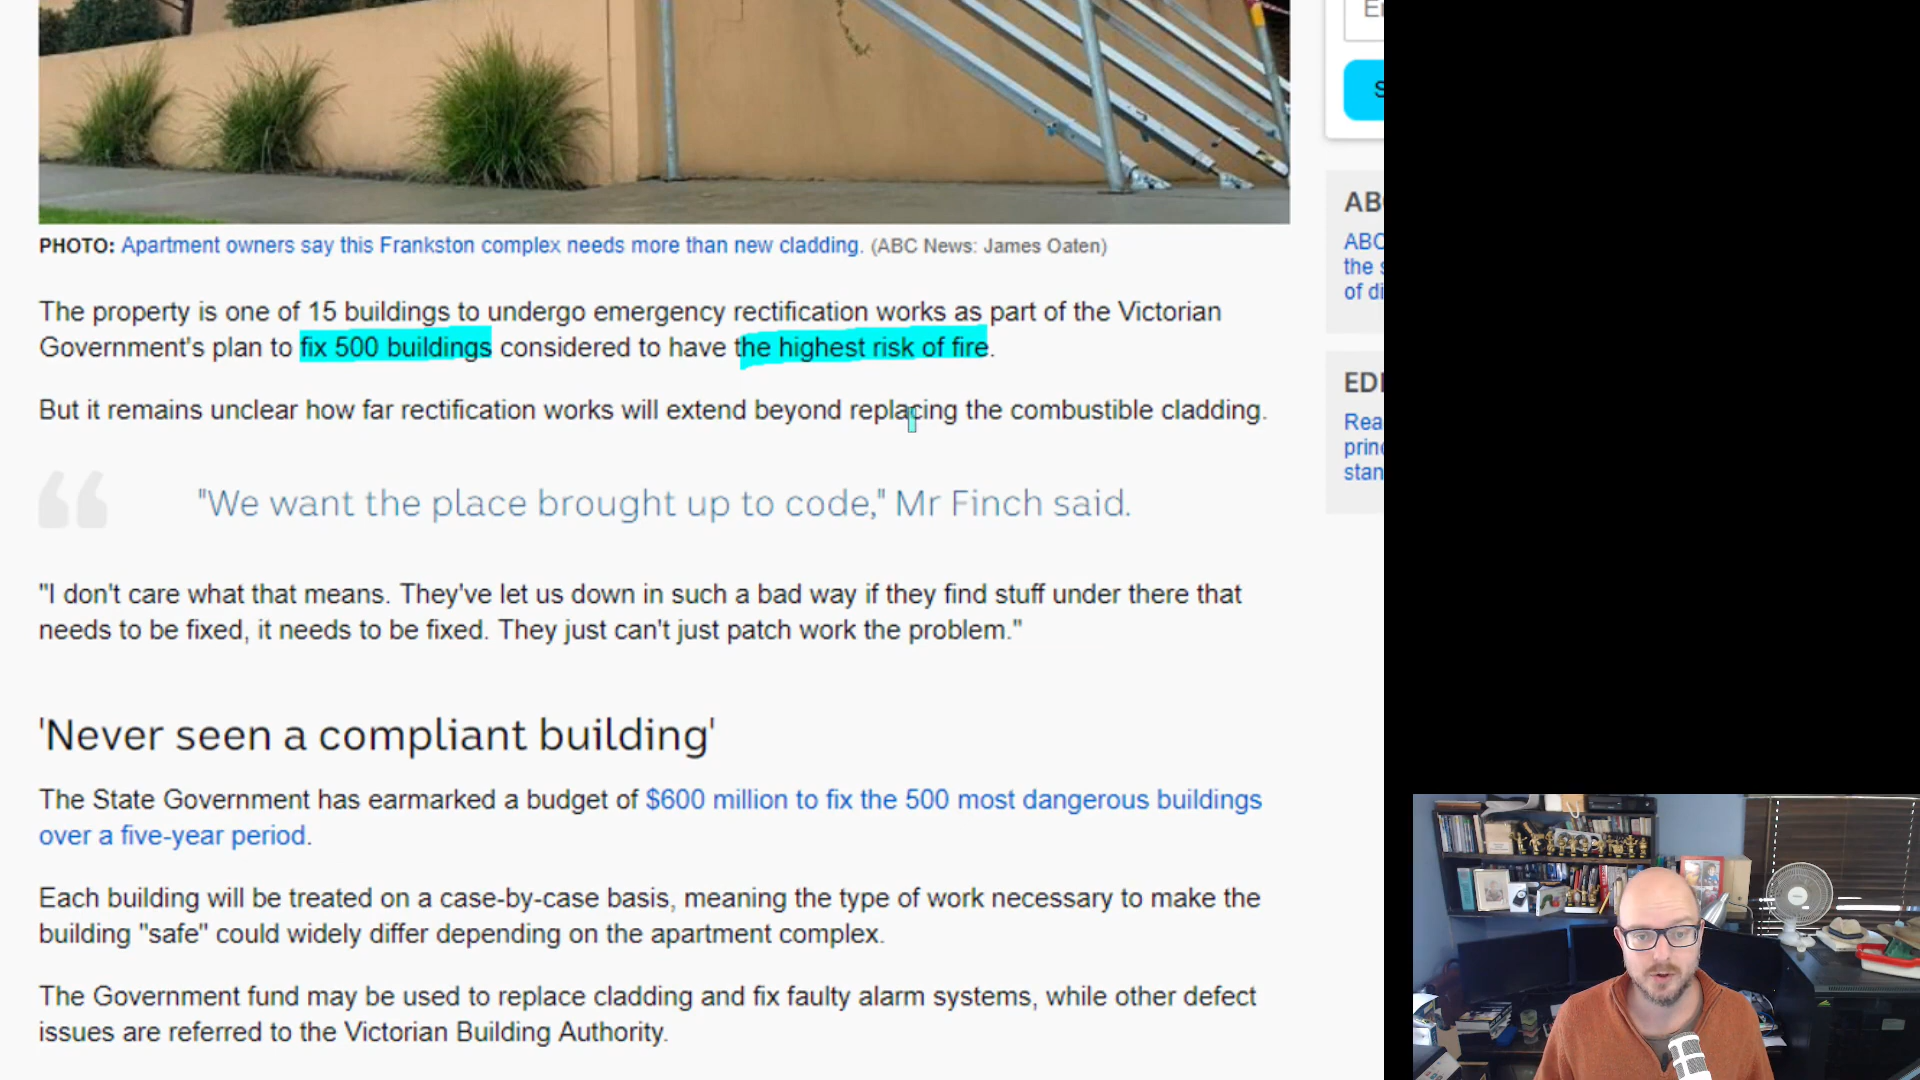 PHOTO: Apartment owners say this Frankston complex needs more than new cladding. (ABC News: James Oaten)
The property is one of 15 buildings to undergo emergency rectification works as part of the Victorian
Government's plan to fix 500 buildings considered to have the highest risk of fire.
But it remains unclear how far rectification works will extend beyond replacing the combustible cladding.
"We want the place brought up to code," Mr Finch said.
"I don't care what that means. They've let us down in such a bad way if they find stuff under there that
needs to be fixed, it needs to be fixed. They just can't just patch work the problem."
'Never seen a compliant building'
The State Government has earmarked a budget of $600 million to fix the 500 most dangerous buildings
over a five-year period.
Each building will be treated on a case-by-case basis, meaning the type of work necessary to make the
building "safe" could widely differ depending on the apartment complex.
The Government fund may be used to replace cladding and fix faulty alarm systems, while other defect
issues are referred to the Victorian Building Authority.
AB
ABC
the s
of di
EDI
Rea
prin
stan